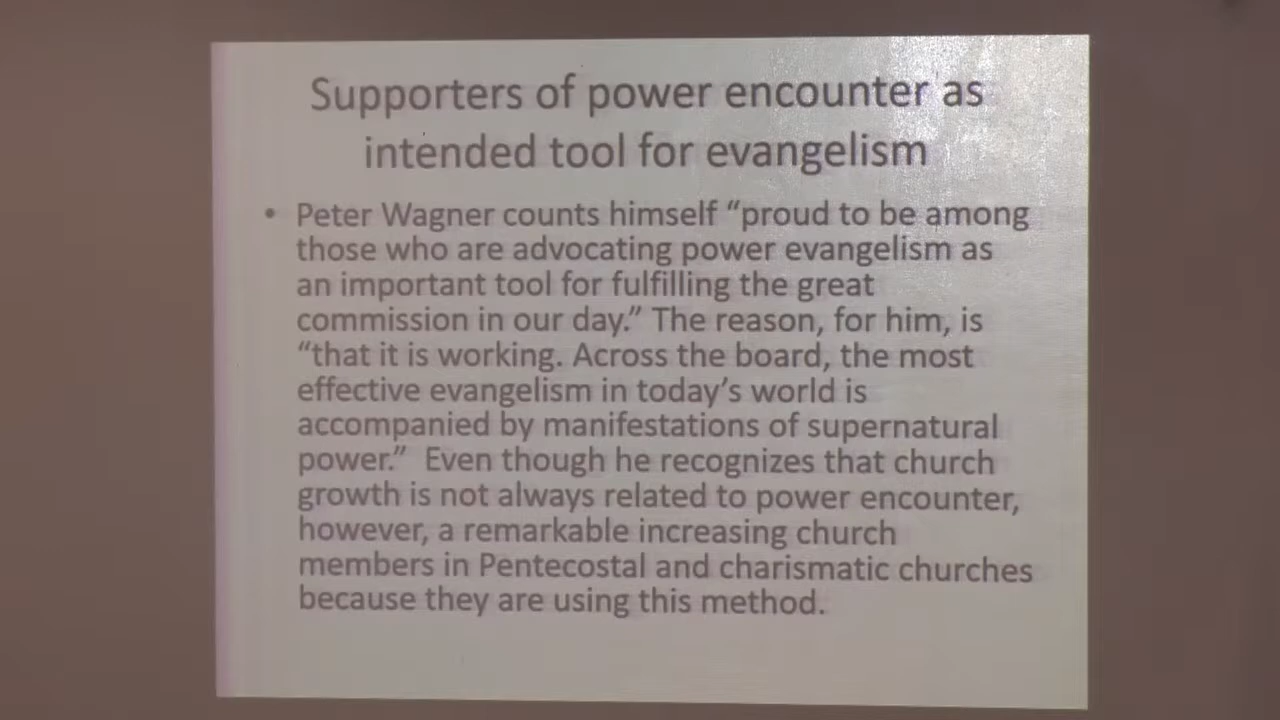 Supporters of power encounter as
intended tool for evangelism
• Peter Wagner counts himself “proud to be among
those who are advocating power evangelism as
an important tool for fulfilling the great
commission in our day.” The reason, for him, is
“that it is working. Across the board, the most
effective evangelism in today’s world is
accompanied by manifestations of supernatural
power.” Even though he recognizes that church
growth is not always related to power encounter,
however, a remarkable increasing church
members in Pentecostal and charismatic churches
because they are using this method.